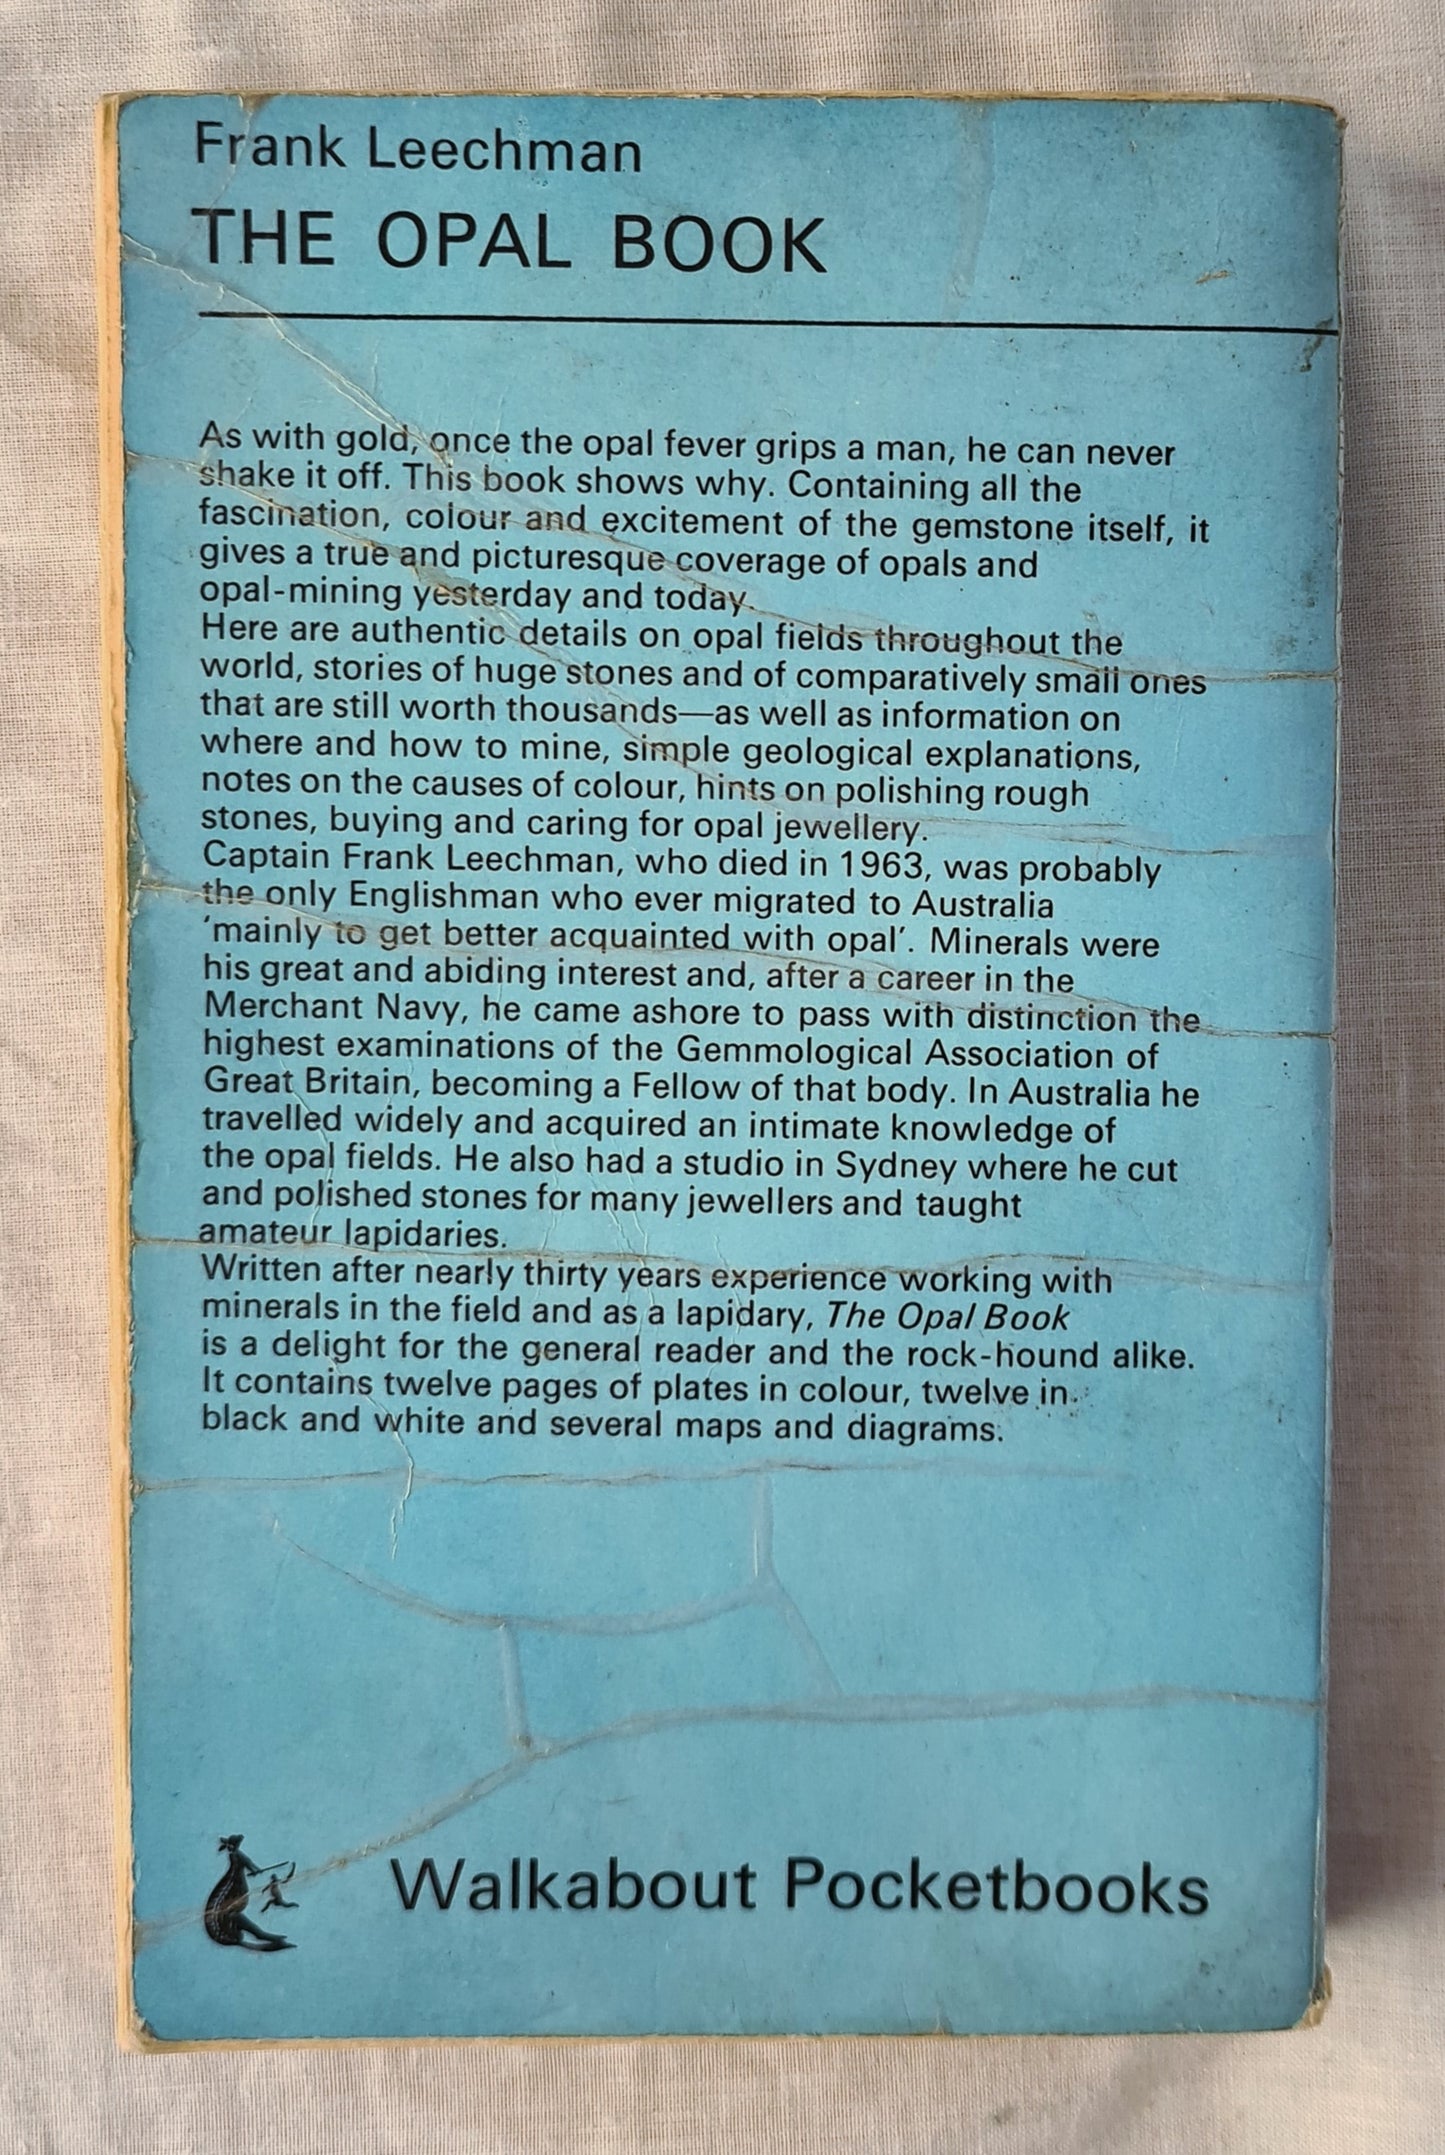 Frank Leechman
THE OPAL BOOK
As with gold, once the opal fever grips a man, he can never
shake it off. This book shows why. Containing all the
fascination, colour and excitement of the gemstone itself, it
gives a true and picturesque coverage of opals and
opal-mining yesterday and today.
Here are authentic details on opal fields throughout the
world, stories of huge stones and of comparatively small ones
that are still worth thousands—as well as information on
where and how to mine, simple geological explanations,
notes on the causes of colour, hints on polishing rough
stones, buying and caring for opal jewellery.
Captain Frank Leechman, who died in 1963, was probably
the only Englishman who ever migrated to Australia
‘mainly to get better acquainted with opal’. Minerals were
his great and abiding interest and, after a career in the
Merchant Navy, he came ashore to pass with distinction the
highest examinations of the Gemmological Association of
Great Britain, becoming a Fellow of that body. In Australia he
travelled widely and acquired an intimate knowledge of
the opal fields. He also had a studio in Sydney where he cut
and polished stones for many jewellers and taught
amateur lapidaries.
Written after nearly thirty years experience working with
minerals in the field and as a lapidary, The Opal Book
is a delight for the general reader and the rock-hound alike.
It contains twelve pages of plates in colour, twelve in
black and white and several maps and diagrams.
Walkabout Pocketbooks